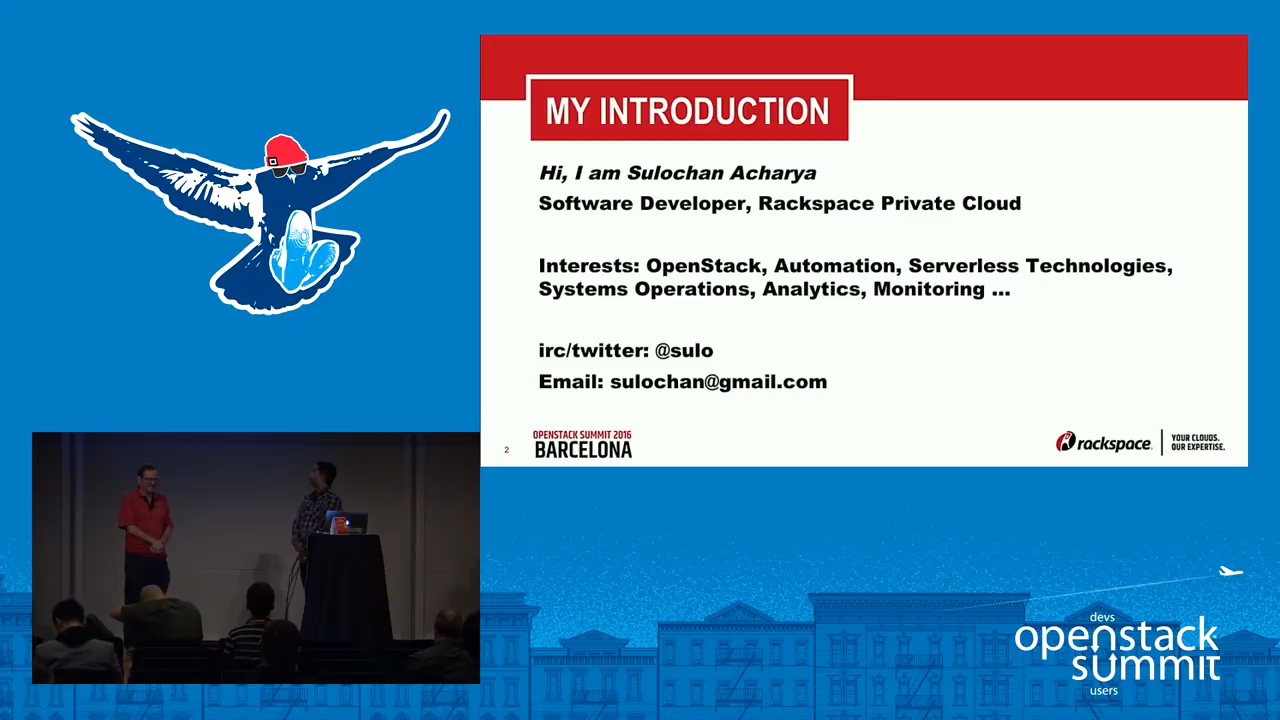 MY INTRODUCTION
Hi, I am Sulochan Acharya
Software Developer, Rackspace Private Cloud
Interests: OpenStack, Automation, Serverless Technologies,
Systems Operations, Analytics, Monitoring ...
irc/twitter: @sulo
Email: sulochan@gmail.com
2
OPENSTACK SUMMIT 2016
BARCELONA
rackspace.
YOUR CLOUDS.
OUR EXPERTISE.
devs
openstack
summit
users